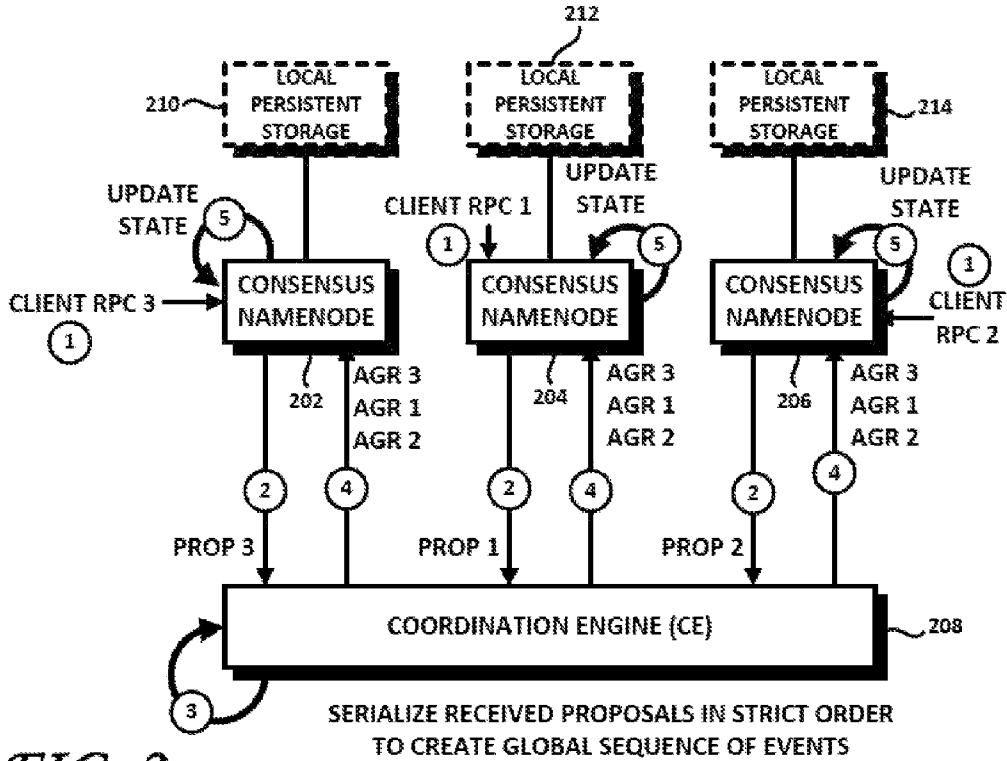 212
LOCAL
PERSISTENT
STORAGE
LOCAL
PERSISTENT
STORAGE
LOCAL
PERSISTENT
STORAGE
210
214
UPDATE
STATE
5
CLIENT RPC 1
1
UPDATE
STATE
5
UPDATE
STATE
5
1
CLIENT
RPC 2
CLIENT RPC 3
1
CONSENSUS
NAMENODE
CONSENSUS
NAMENODE
CONSENSUS
NAMENODE
202
204
206
AGR 3
AGR 1
AGR 2
AGR 3
AGR 1
AGR 2
AGR 3
AGR 1
AGR 2
2
4
2
4
2
4
PROP 3
PROP 1
PROP 2
COORDINATION ENGINE (CE)
208
3
SERIALIZE RECEIVED PROPOSALS IN STRICT ORDER
TO CREATE GLOBAL SEQUENCE OF EVENTS